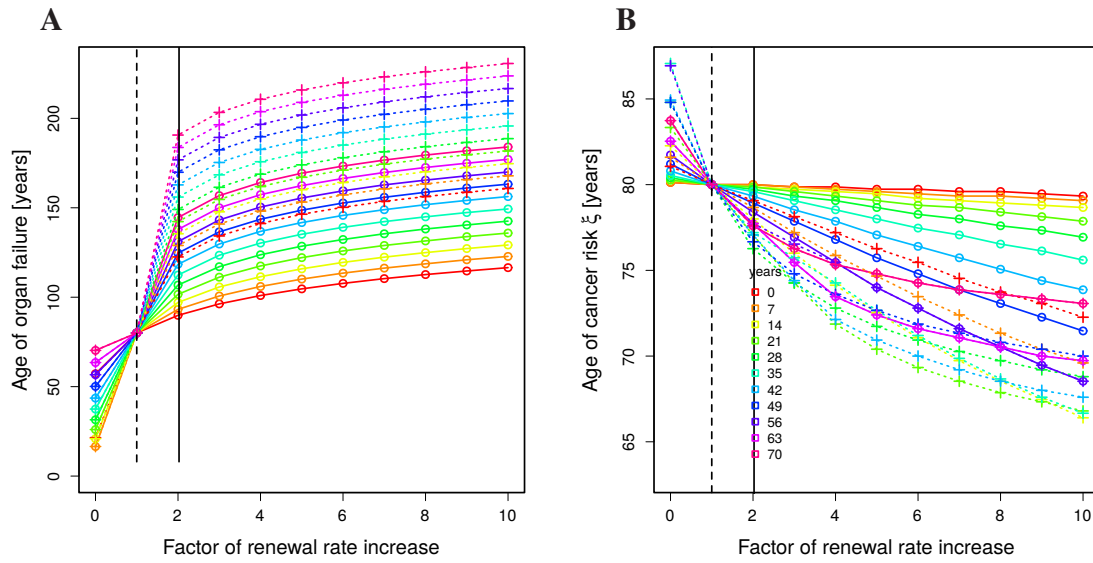 A
Age of organ failure [years]
0
50
100
150
200
0 2 4 6 8 10
Factor of renewal rate increase
B
Age of cancer risk ξ [years]
65
70
75
80
85
0 2 4 6 8 10
Factor of renewal rate increase
years
0
7
14
21
28
35
42
49
56
63
70